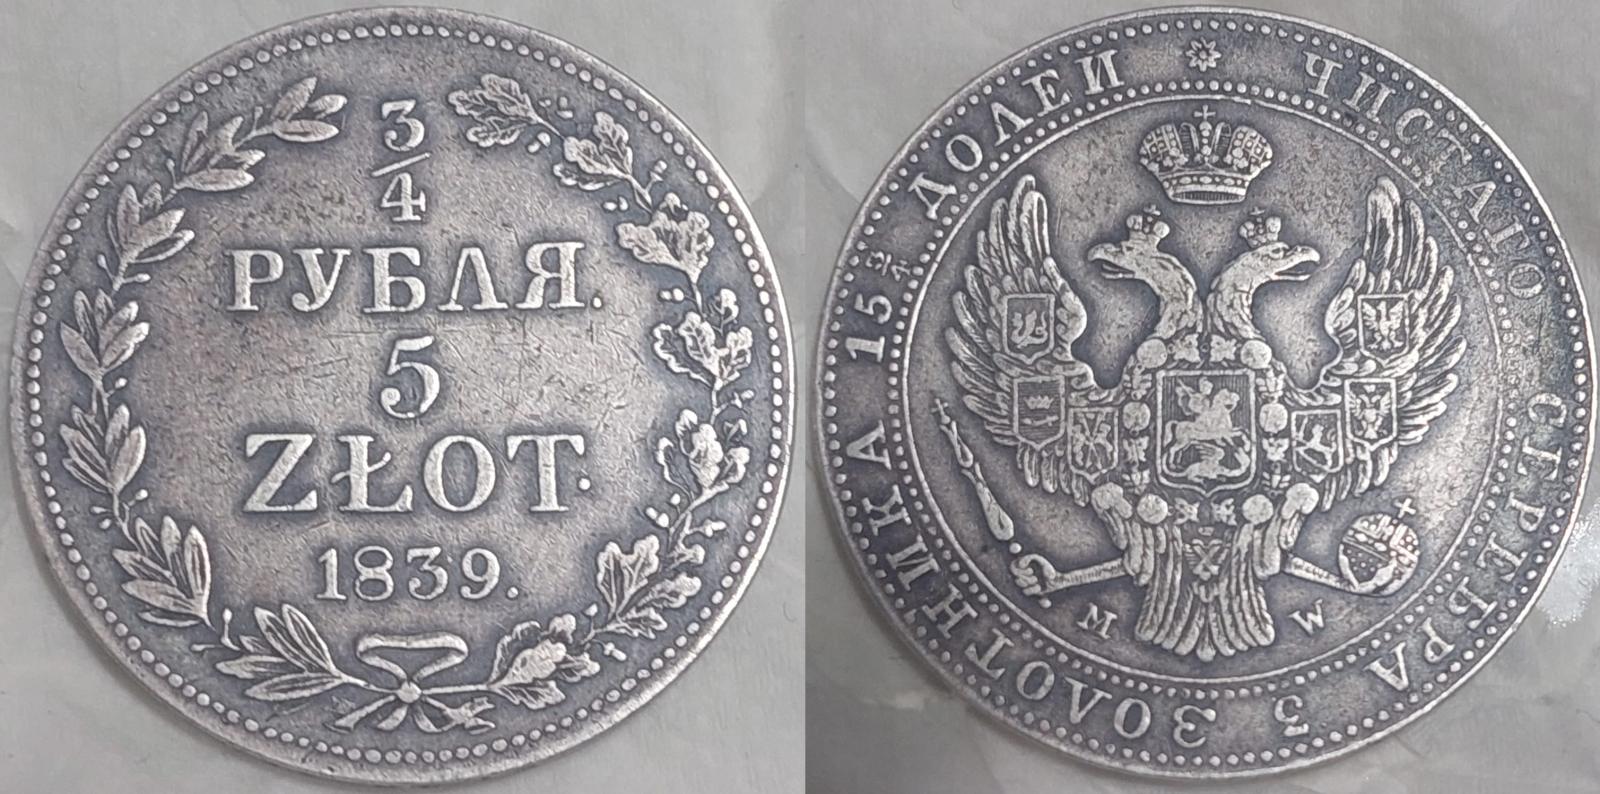 3/4
РУБЛЯ.
5
ZŁOT.
1839.
ЧИСТАГО СЕРЕБРА 3 ЗОЛОТНИКА 15 3/4 ДОЛЕЙ
M W